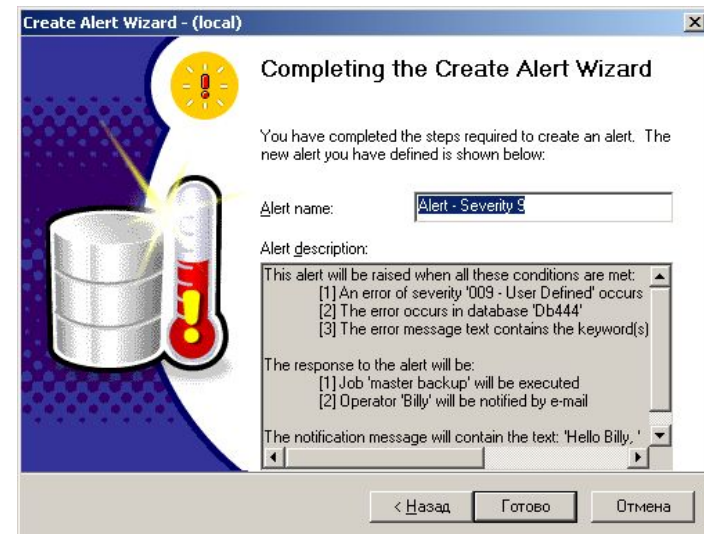 Create Alert Wizard - (local)
Completing the Create Alert Wizard
You have completed the steps required to create an alert. The
new alert you have defined is shown below:
Alert name:
Alert - Severity 9
Alert description:
This alert will be raised when all these conditions are met:
[1] An error of severity '009 - User Defined' occurs
[2] The error occurs in database 'Db444'
[3] The error message text contains the keyword(s)
The response to the alert will be:
[1] Job 'master backup' will be executed
[2] Operator 'Billy' will be notified by e-mail
The notification message will contain the text: 'Hello Billy, '
< Назад
Готово
Отмена